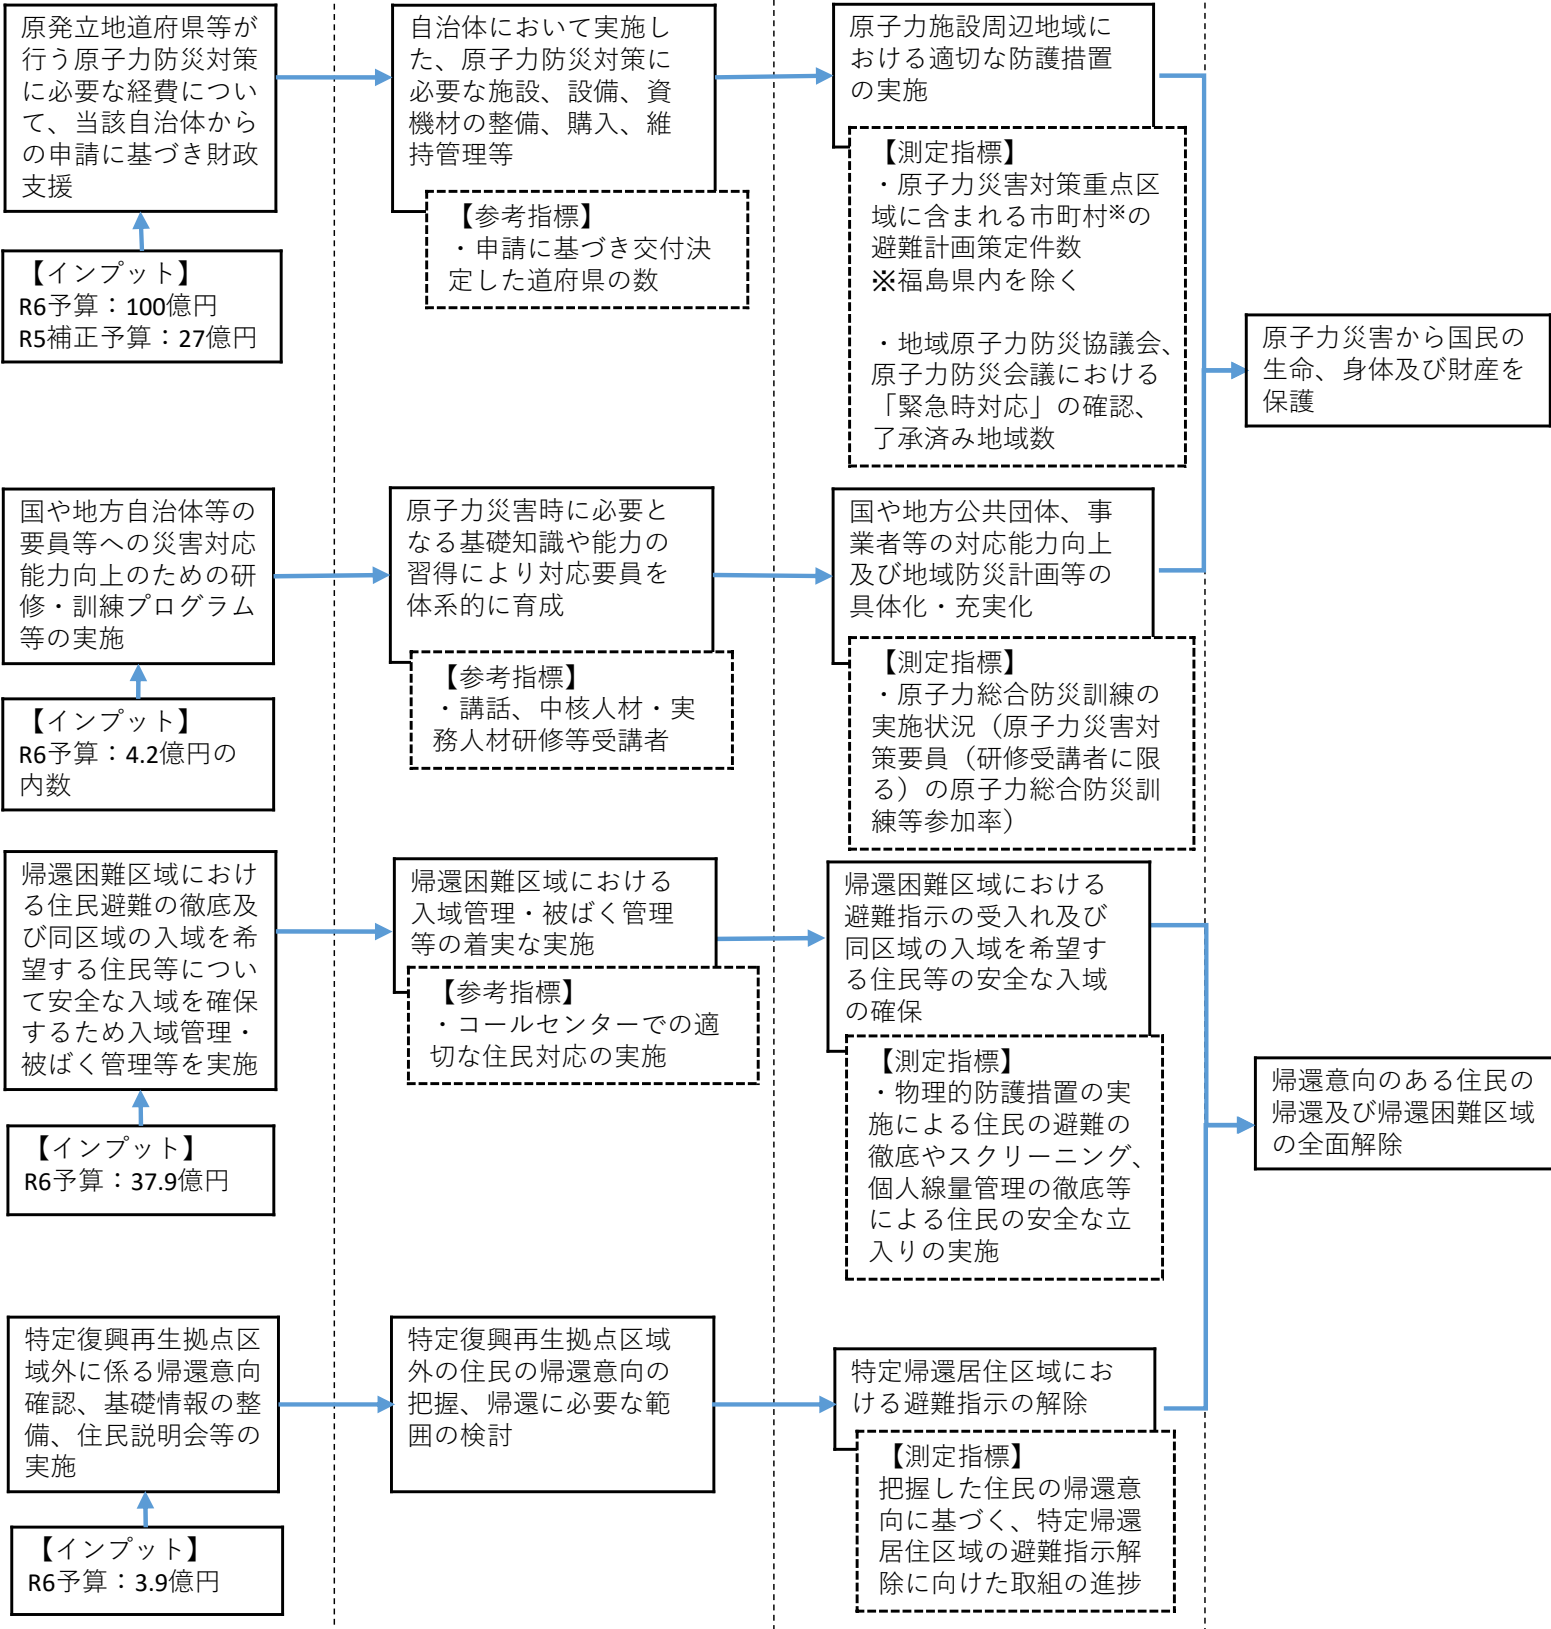 原発立地道府県等が
行う原子力防災対策
に必要な経費につい
て、当該自治体から
の申請に基づき財政
支援
【インプット】
R6予算：100億円
R5補正予算：27億円
自治体において実施し
た、原子力防災対策に
必要な施設、設備、資
機材の整備、購入、維
持管理等
【参考指標】
・申請に基づき交付決
定した道府県の数
原子力施設周辺地域に
おける適切な防護措置
の実施
【測定指標】
・原子力災害対策重点区
域に含まれる市町村※の
避難計画策定件数
※福島県内を除く
・地域原子力防災協議会、
原子力防災会議における
「緊急時対応」の確認、
了承済み地域数
原子力災害から国民の
生命、身体及び財産を
保護
国や地方自治体等の
要員等への災害対応
能力向上のための研
修・訓練プログラム
等の実施
【インプット】
R6予算：4.2億円の
内数
原子力災害時に必要と
なる基礎知識や能力の
習得により対応要員を
体系的に育成
【参考指標】
・講話、中核人材・実
務人材研修等受講者
国や地方公共団体、事
業者等の対応能力向上
及び地域防災計画等の
具体化・充実化
【測定指標】
・原子力総合防災訓練の
実施状況（原子力災害対
策要員（研修受講者に限
る）の原子力総合防災訓
練等参加率）
帰還困難区域におけ
る住民避難の徹底及
び同区域の入域を希
望する住民等につい
て安全な入域を確保
するため入域管理・
被ばく管理等を実施
【インプット】
R6予算：37.9億円
帰還困難区域における
入域管理・被ばく管理
等の着実な実施
【参考指標】
・コールセンターでの適
切な住民対応の実施
帰還困難区域における
避難指示の受入れ及び
同区域の入域を希望す
る住民等の安全な入域
の確保
【測定指標】
・物理的防護措置の実
施による住民の避難の
徹底やスクリーニング、
個人線量管理の徹底等
による住民の安全な立
入りの実施
帰還意向のある住民の
帰還及び帰還困難区域
の全面解除
特定復興再生拠点区
域外に係る帰還意向
確認、基礎情報の整
備、住民説明会等の
実施
【インプット】
R6予算：3.9億円
特定復興再生拠点区域
外の住民の帰還意向の
把握、帰還に必要な範
囲の検討
特定帰還居住区域にお
ける避難指示の解除
【測定指標】
把握した住民の帰還意
向に基づく、特定帰還
居住区域の避難指示解
除に向けた取組の進捗